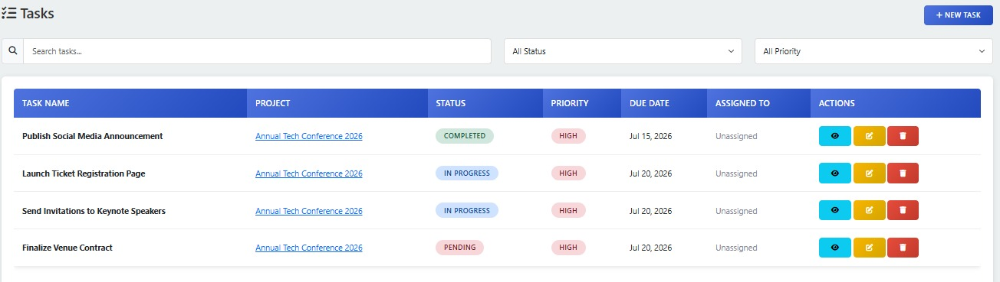 Tasks
+ NEW TASK
Search tasks...
All Status
All Priority
TASK NAME PROJECT STATUS PRIORITY DUE DATE ASSIGNED TO ACTIONS
Publish Social Media Announcement Annual Tech Conference 2026 COMPLETED HIGH Jul 15, 2026 Unassigned
Launch Ticket Registration Page Annual Tech Conference 2026 IN PROGRESS HIGH Jul 20, 2026 Unassigned
Send Invitations to Keynote Speakers Annual Tech Conference 2026 IN PROGRESS HIGH Jul 20, 2026 Unassigned
Finalize Venue Contract Annual Tech Conference 2026 PENDING HIGH Jul 20, 2026 Unassigned